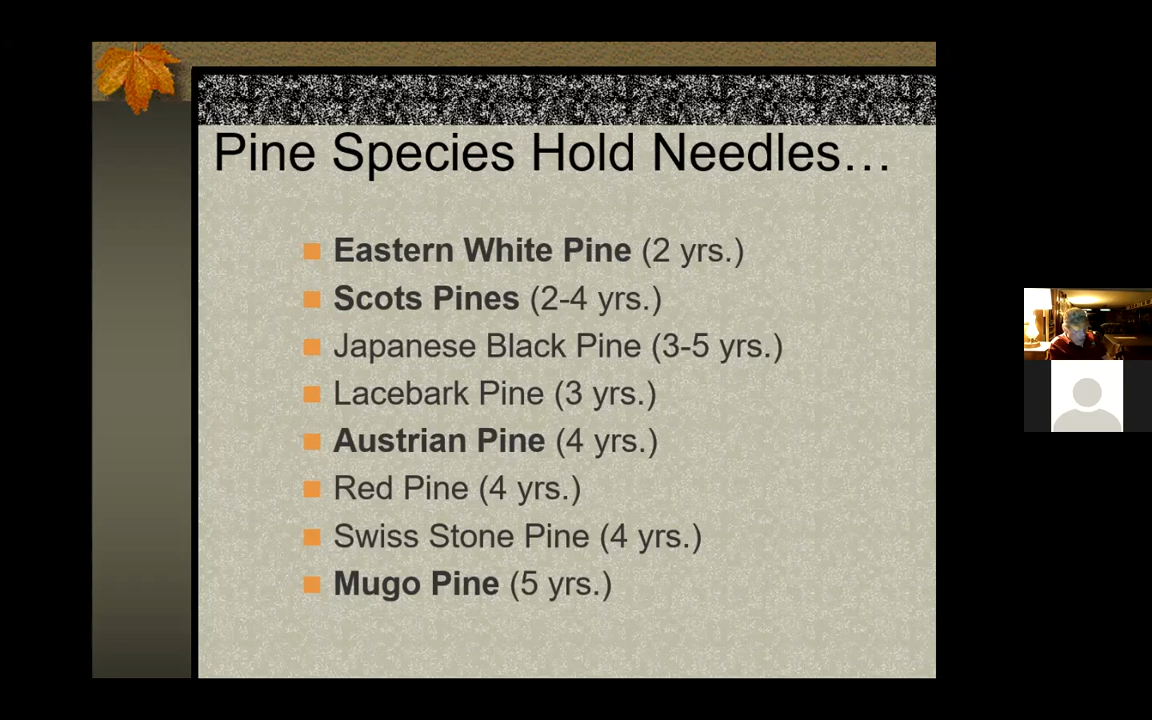 Pine Species Hold Needles…
Eastern White Pine (2 yrs.)
Scots Pines (2-4 yrs.)
Japanese Black Pine (3-5 yrs.)
Lacebark Pine (3 yrs.)
Austrian Pine (4 yrs.)
Red Pine (4 yrs.)
Swiss Stone Pine (4 yrs.)
Mugo Pine (5 yrs.)